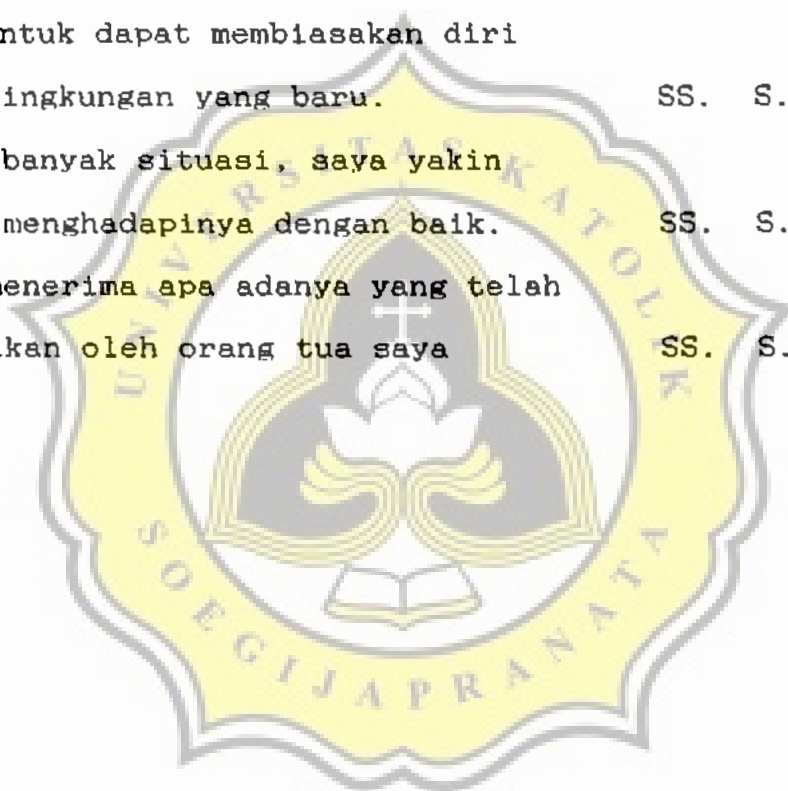 ntuk dapat membiasakan diri
ingkungan yang baru. SS. S.
banyak situasi, saya yakin
menghadapinya dengan baik. SS. S.
menerima apa adanya yang telah
kan oleh orang tua saya SS. S.
UNIVERSITAS KATOLIK
SOEGIJAPRANATA